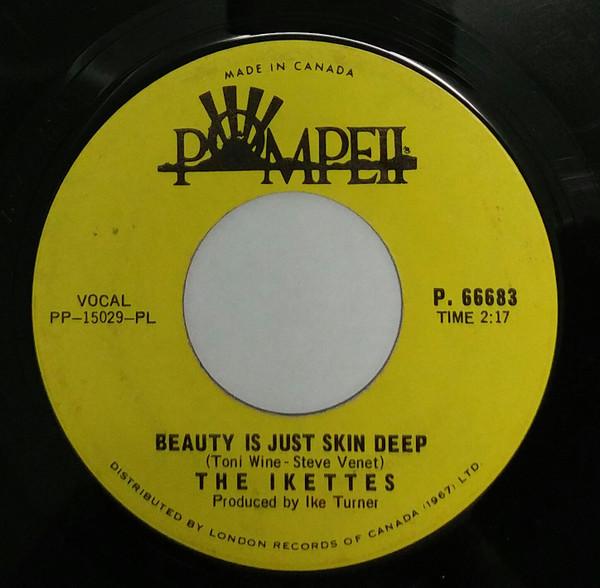 MADE IN CANADA
POMPEII
VOCAL
PP-15029-PL
P. 66683
TIME 2:17
BEAUTY IS JUST SKIN DEEP
(Toni Wine-Steve Venet)
THE IKETTES
Produced by Ike Turner
DISTRIBUTED BY LONDON RECORDS OF CANADA (1967) LTD.